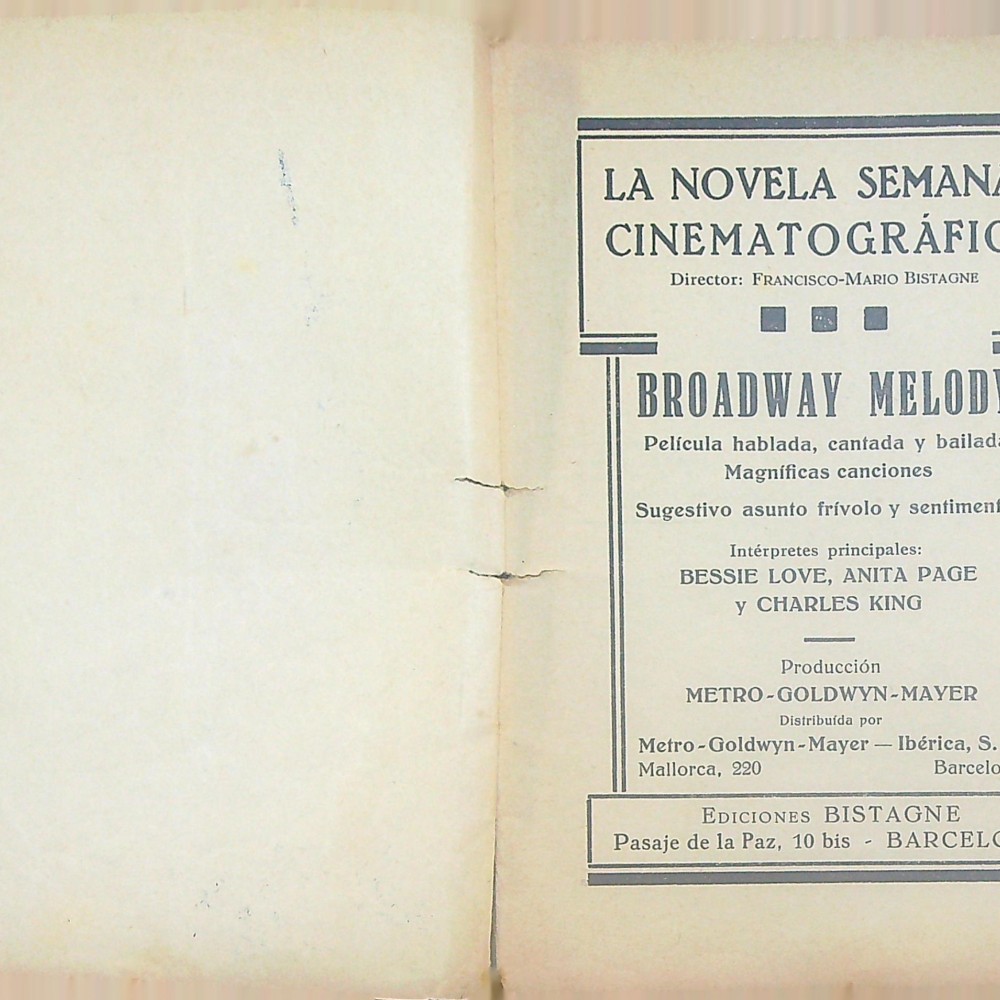 LA NOVELA SEMANA
CINEMATOGRÁFIC
Director: FRANCISCO-MARIO BISTAGNE
BROADWAY MELODY
Película hablada, cantada y bailada
Magníficas canciones
Sugestivo asunto frívolo y sentiment
Intérpretes principales:
BESSIE LOVE, ANITA PAGE
y CHARLES KING
Producción
METRO-GOLDWYN-MAYER
Distribuída por
Metro-Goldwyn-Mayer — Ibérica, S.
Mallorca, 220 Barcelo
EDICIONES BISTAGNE
Pasaje de la Paz, 10 bis - BARCELO